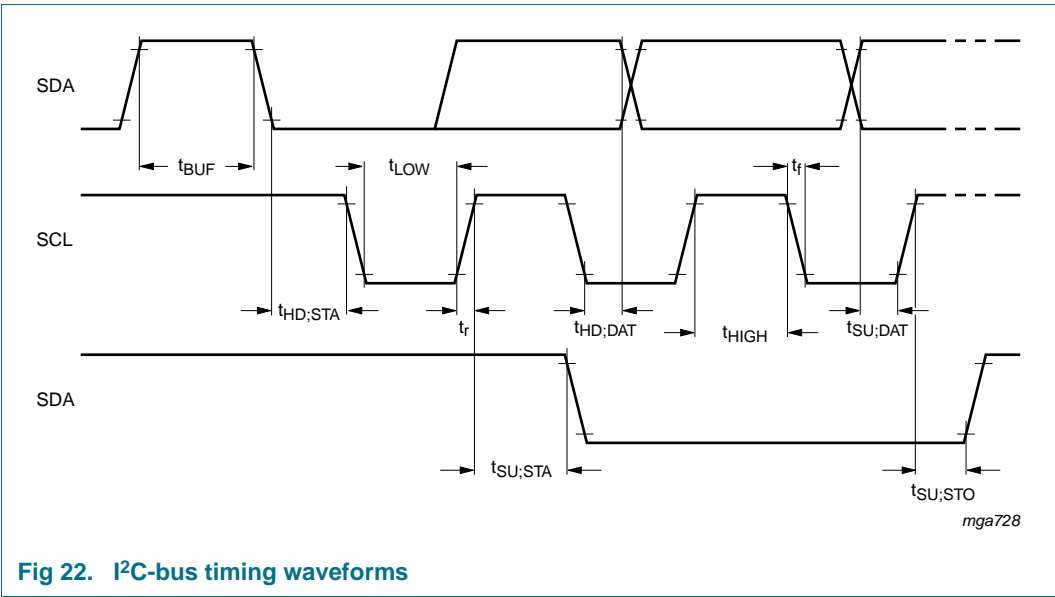 SDA
tBUF
tLOW
tf
SCL
tHD;STA
tr
tHD;DAT
tHIGH
tSU;DAT
SDA
tSU;STA
tSU;STO
mga728
Fig 22. I²C-bus timing waveforms